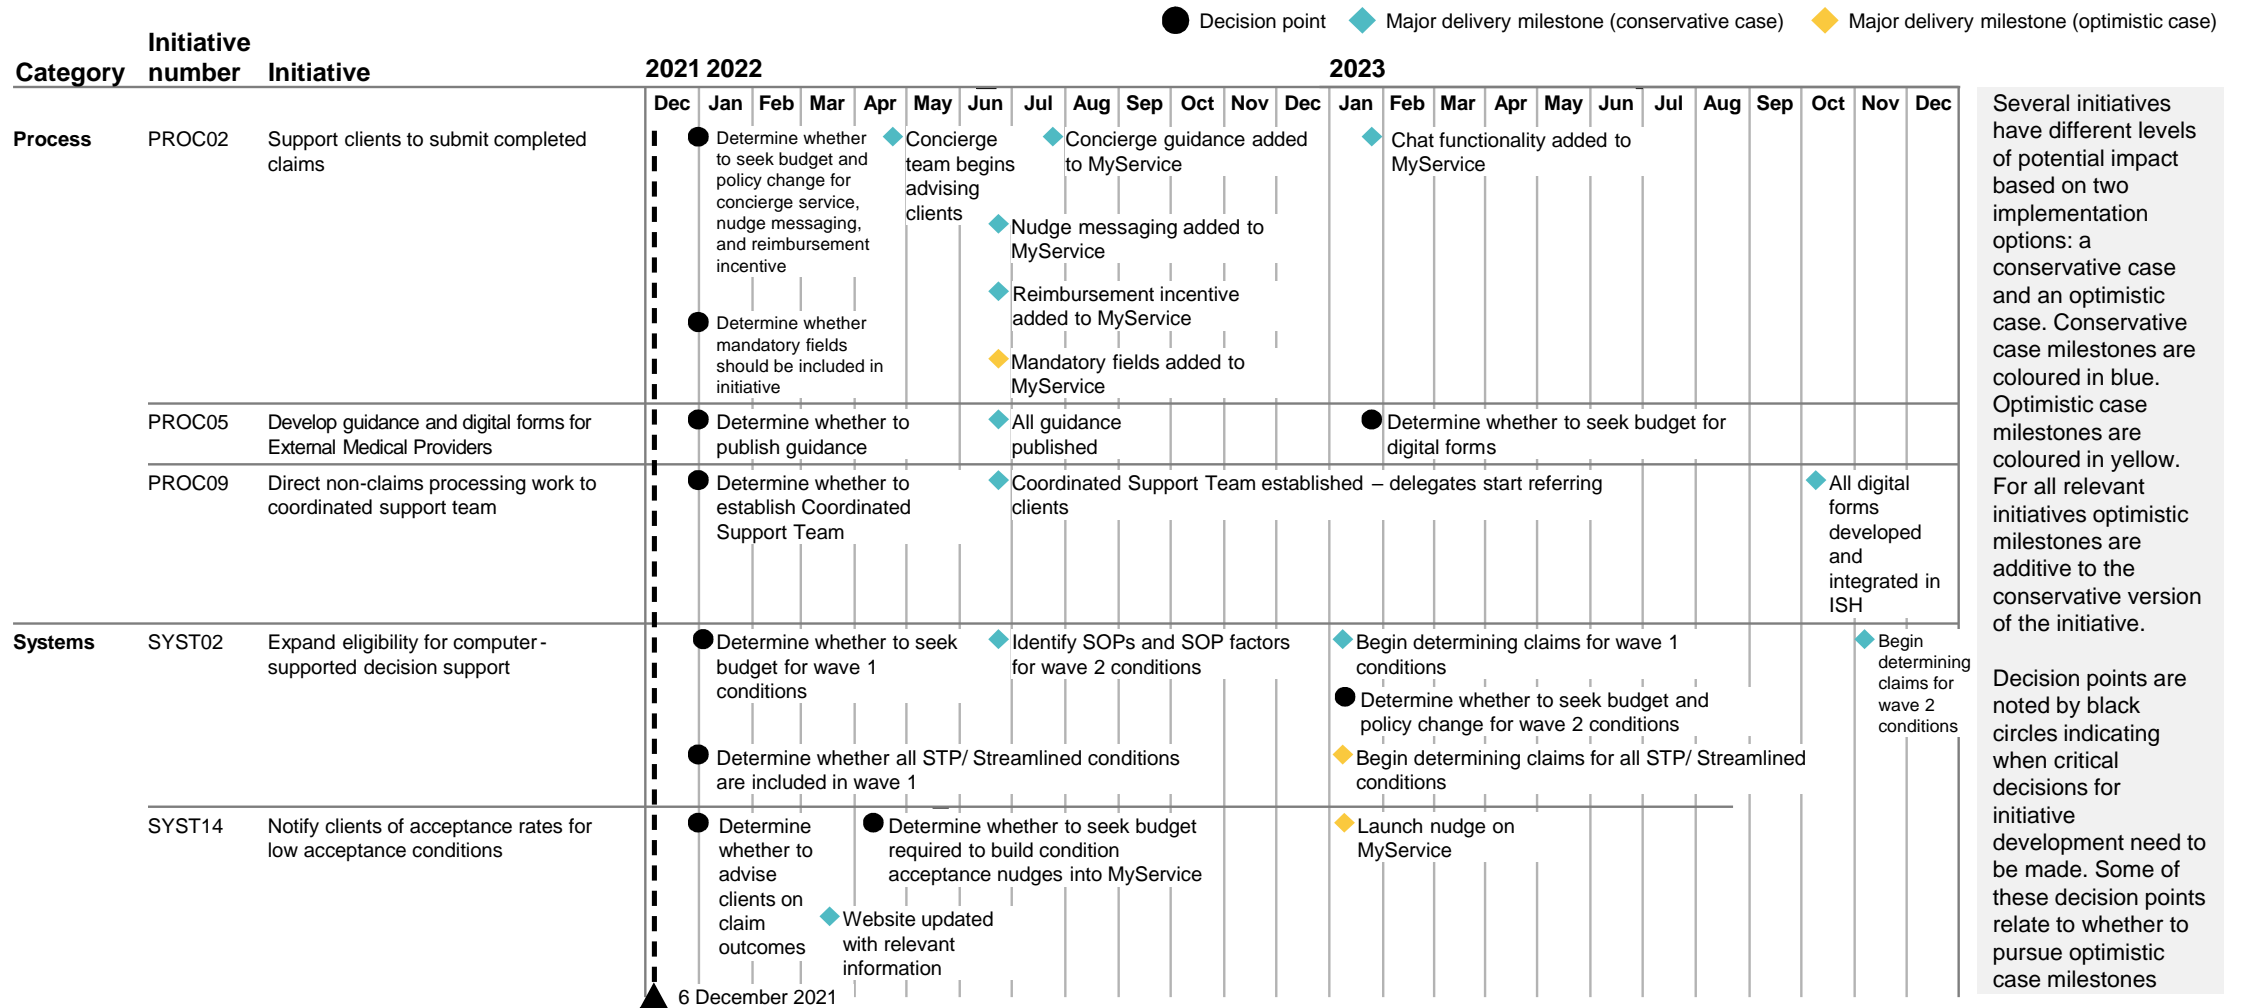 Decision point
Major delivery milestone (conservative case)
Major delivery milestone (optimistic case)
Category
Initiative
number
Initiative
2021 2022
2023
Dec Jan Feb Mar Apr May Jun Jul Aug Sep Oct Nov Dec Jan Feb Mar Apr May Jun Jul Aug Sep Oct Nov Dec
Process
PROC02
Support clients to submit completed
claims
Determine whether
to seek budget and
policy change for
concierge service,
nudge messaging,
and reimbursement
incentive
Concierge
team begins
advising
clients
Concierge guidance added
to MyService
Chat functionality added to
MyService
Nudge messaging added to
MyService
Reimbursement incentive
added to MyService
Determine whether
mandatory fields
should be included in
initiative
Mandatory fields added to
MyService
PROC05
Develop guidance and digital forms for
External Medical Providers
Determine whether to
publish guidance
All guidance
published
Determine whether to seek budget for
digital forms
PROC09
Direct non-claims processing work to
coordinated support team
Determine whether to
establish Coordinated
Support Team
Coordinated Support Team established – delegates start referring
clients
All digital
forms
developed
and
integrated in
ISH
Systems
SYST02
Expand eligibility for computer-
supported decision support
Determine whether to seek
budget for wave 1
conditions
Identify SOPs and SOP factors
for wave 2 conditions
Begin determining claims for wave 1
conditions
Begin
determining
claims for
wave 2
conditions
Determine whether to seek budget and
policy change for wave 2 conditions
Determine whether all STP/ Streamlined conditions
are included in wave 1
Begin determining claims for all STP/ Streamlined
conditions
SYST14
Notify clients of acceptance rates for
low acceptance conditions
Determine
whether to
advise
clients on
claim
outcomes
Determine whether to seek budget
required to build condition
acceptance nudges into MyService
Launch nudge on
MyService
Website updated
with relevant
information
6 December 2021
Several initiatives
have different levels
of potential impact
based on two
implementation
options: a
conservative case
and an optimistic
case. Conservative
case milestones are
coloured in blue.
Optimistic case
milestones are
coloured in yellow.
For all relevant
initiatives optimistic
milestones are
additive to the
conservative version
of the initiative.
Decision points are
noted by black
circles indicating
when critical
decisions for
initiative
development need to
be made. Some of
these decision points
relate to whether to
pursue optimistic
case milestones